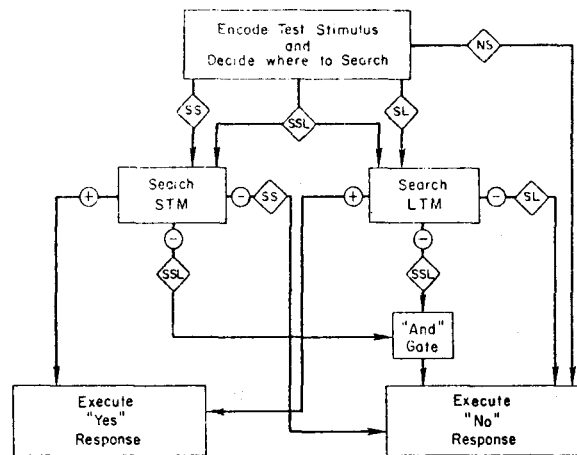 Encode Test Stimulus
and
Decide where to Search
NS
SS
SSL
SL
Search
STM
Search
LTM
+
−
SS
+
−
SL
−
−
SSL
SSL
"And"
Gate
Execute
"Yes"
Response
Execute
"No"
Response